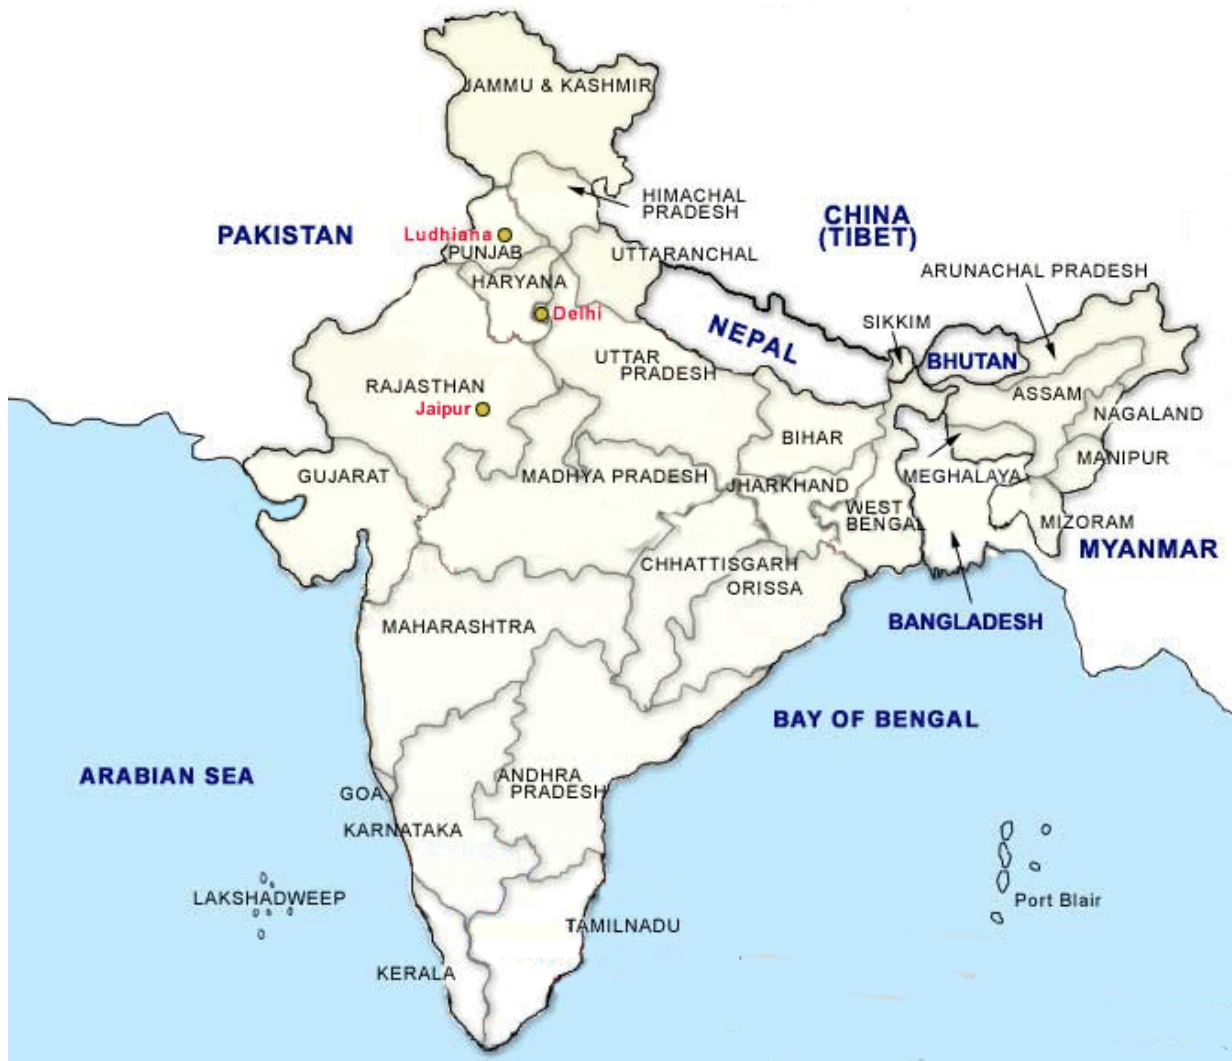 JAMMU & KASHMIR
HIMACHAL
PRADESH
PAKISTAN
CHINA
(TIBET)
Ludhiana
PUNJAB
UTTARANCHAL
HARYANA
ARUNACHAL PRADESH
Delhi
NEPAL
SIKKIM
UTTAR
PRADESH
BHUTAN
RAJASTHAN
ASSAM
Jaipur
NAGALAND
BIHAR
MANIPUR
GUJARAT
MADHYA PRADESH
JHARKHAND
MEGHALAYA
WEST
BENGAL
MIZORAM
MYANMAR
CHHATTISGARH
ORISSA
MAHARASHTRA
BANGLADESH
BAY OF BENGAL
ARABIAN SEA
ANDHRA
PRADESH
GOA
KARNATAKA
LAKSHADWEEP
Port Blair
TAMILNADU
KERALA